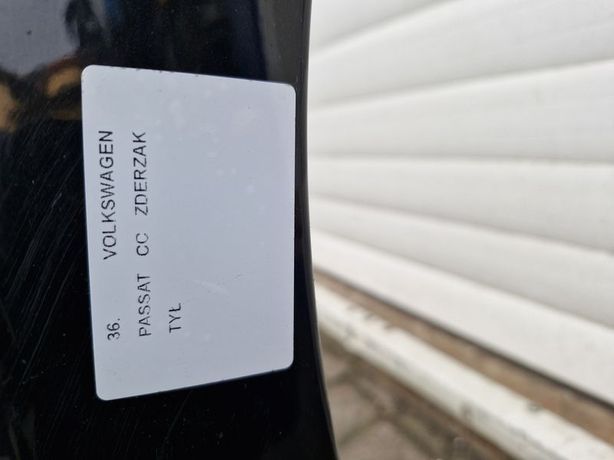 36. VOLKSWAGEN
PASSAT CC ZDERZAK
TYŁ